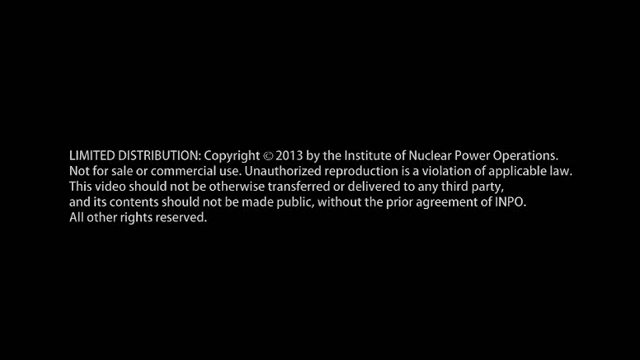 LIMITED DISTRIBUTION: Copyright © 2013 by the Institute of Nuclear Power Operations.
Not for sale or commercial use. Unauthorized reproduction is a violation of applicable law.
This video should not be otherwise transferred or delivered to any third party,
and its contents should not be made public, without the prior agreement of INPO.
All other rights reserved.